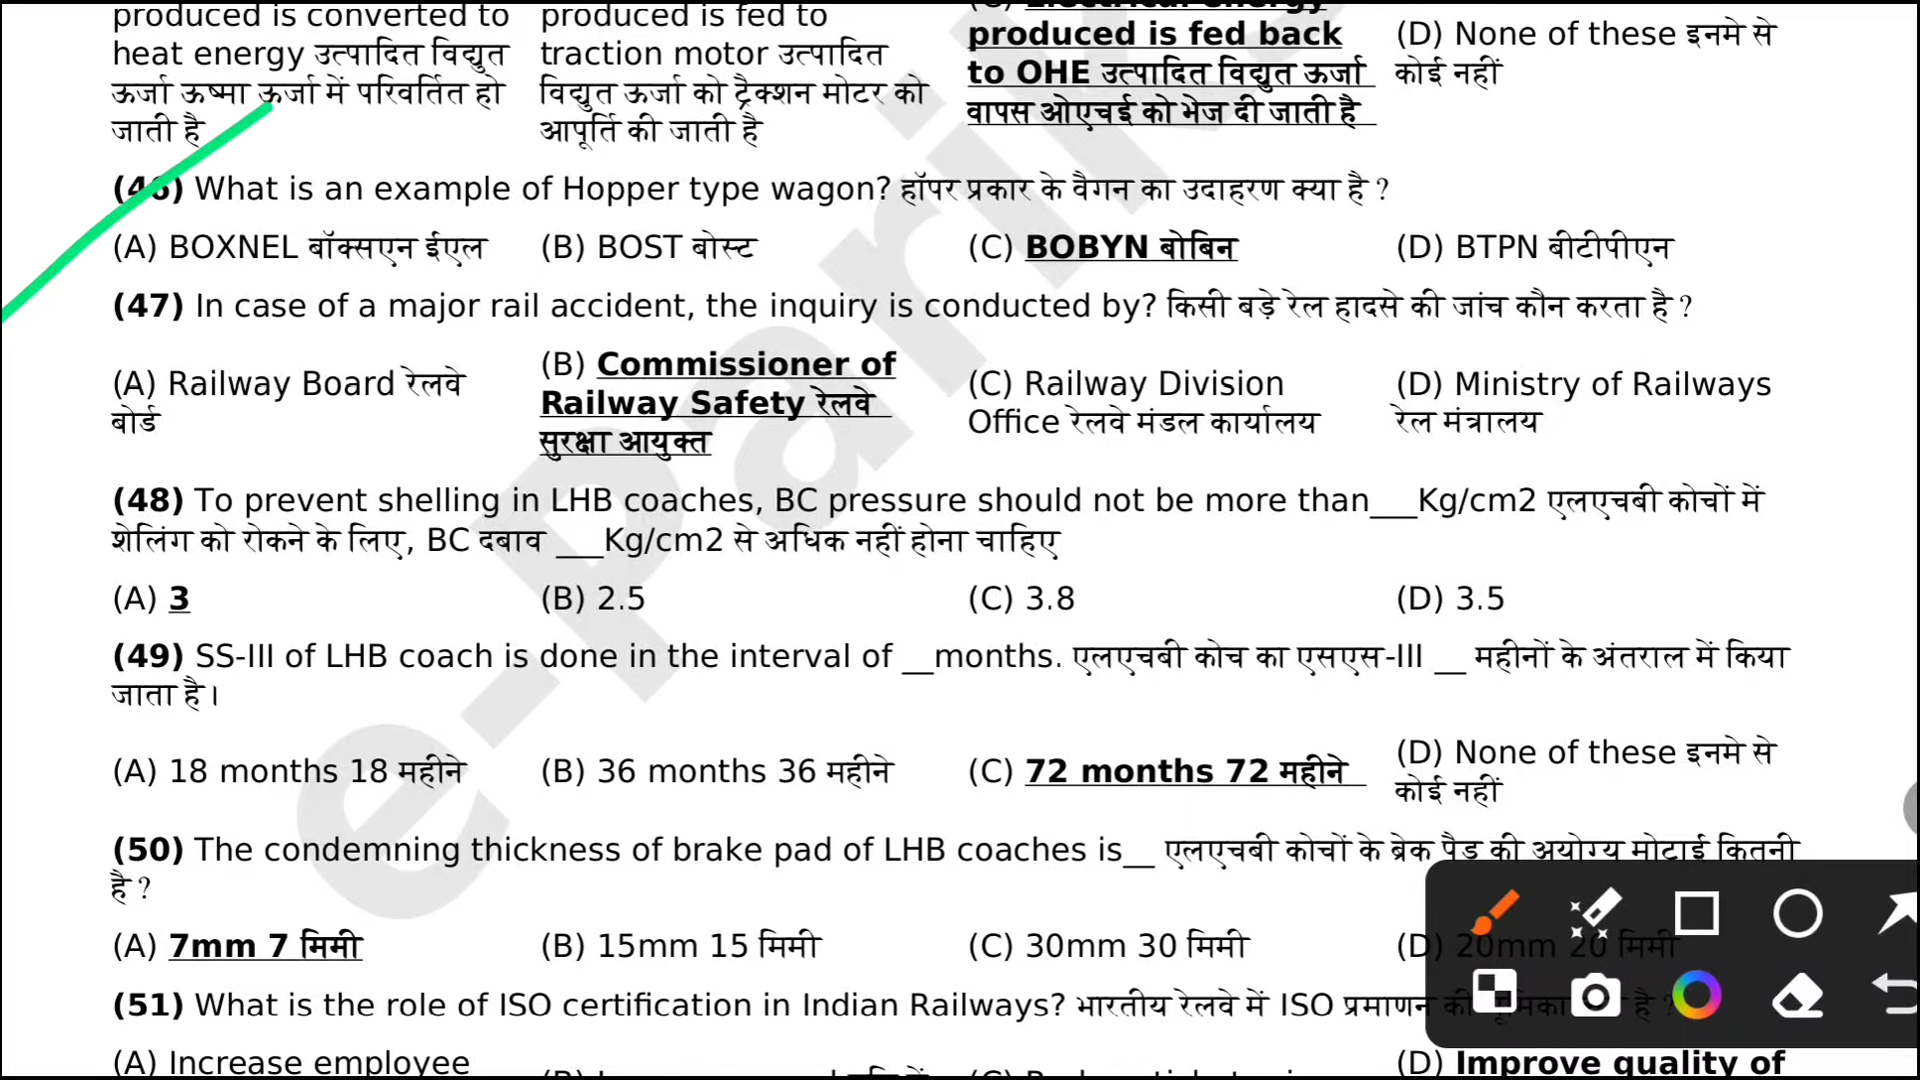 produced is converted to
heat energy उत्पादित विद्युत
ऊर्जा ऊष्मा ऊर्जा में परिवर्तित हो
जाती है
produced is fed to
traction motor उत्पादित
विद्युत ऊर्जा को ट्रैक्शन मोटर को
आपूर्ति की जाती है
(C) Electrical energy
produced is fed back
to OHE उत्पादित विद्युत ऊर्जा
वापस ओएचई को भेज दी जाती है
(D) None of these इनमे से
कोई नहीं
(46) What is an example of Hopper type wagon? हॉपर प्रकार के वैगन का उदाहरण क्या है ?
(A) BOXNEL बॉक्सएन ईएल (B) BOST बोस्ट (C) BOBYN बोबिन (D) BTPN बीटीपीएन
(47) In case of a major rail accident, the inquiry is conducted by? किसी बड़े रेल हादसे की जांच कौन करता है ?
(A) Railway Board रेलवे
बोर्ड
(B) Commissioner of
Railway Safety रेलवे
सुरक्षा आयुक्त
(C) Railway Division
Office रेलवे मंडल कार्यालय
(D) Ministry of Railways
रेल मंत्रालय
(48) To prevent shelling in LHB coaches, BC pressure should not be more than___Kg/cm2 एलएचबी कोचों में
शेलिंग को रोकने के लिए, BC दबाव ___Kg/cm2 से अधिक नहीं होना चाहिए
(A) 3 (B) 2.5 (C) 3.8 (D) 3.5
(49) SS-III of LHB coach is done in the interval of __months. एलएचबी कोच का एसएस-III __ महीनों के अंतराल में किया
जाता है।
(A) 18 months 18 महीने (B) 36 months 36 महीने (C) 72 months 72 महीने
(D) None of these इनमे से
कोई नहीं
(50) The condemning thickness of brake pad of LHB coaches is__ एलएचबी कोचों के ब्रेक पैड की अयोग्य मोटाई कितनी
है ?
(A) 7mm 7 मिमी (B) 15mm 15 मिमी (C) 30mm 30 मिमी (D) 20mm 20 मिमी
(51) What is the role of ISO certification in Indian Railways? भारतीय रेलवे में ISO प्रमाणन की है ?
(A) Increase employee
(D) Improve quality of
e-Parik